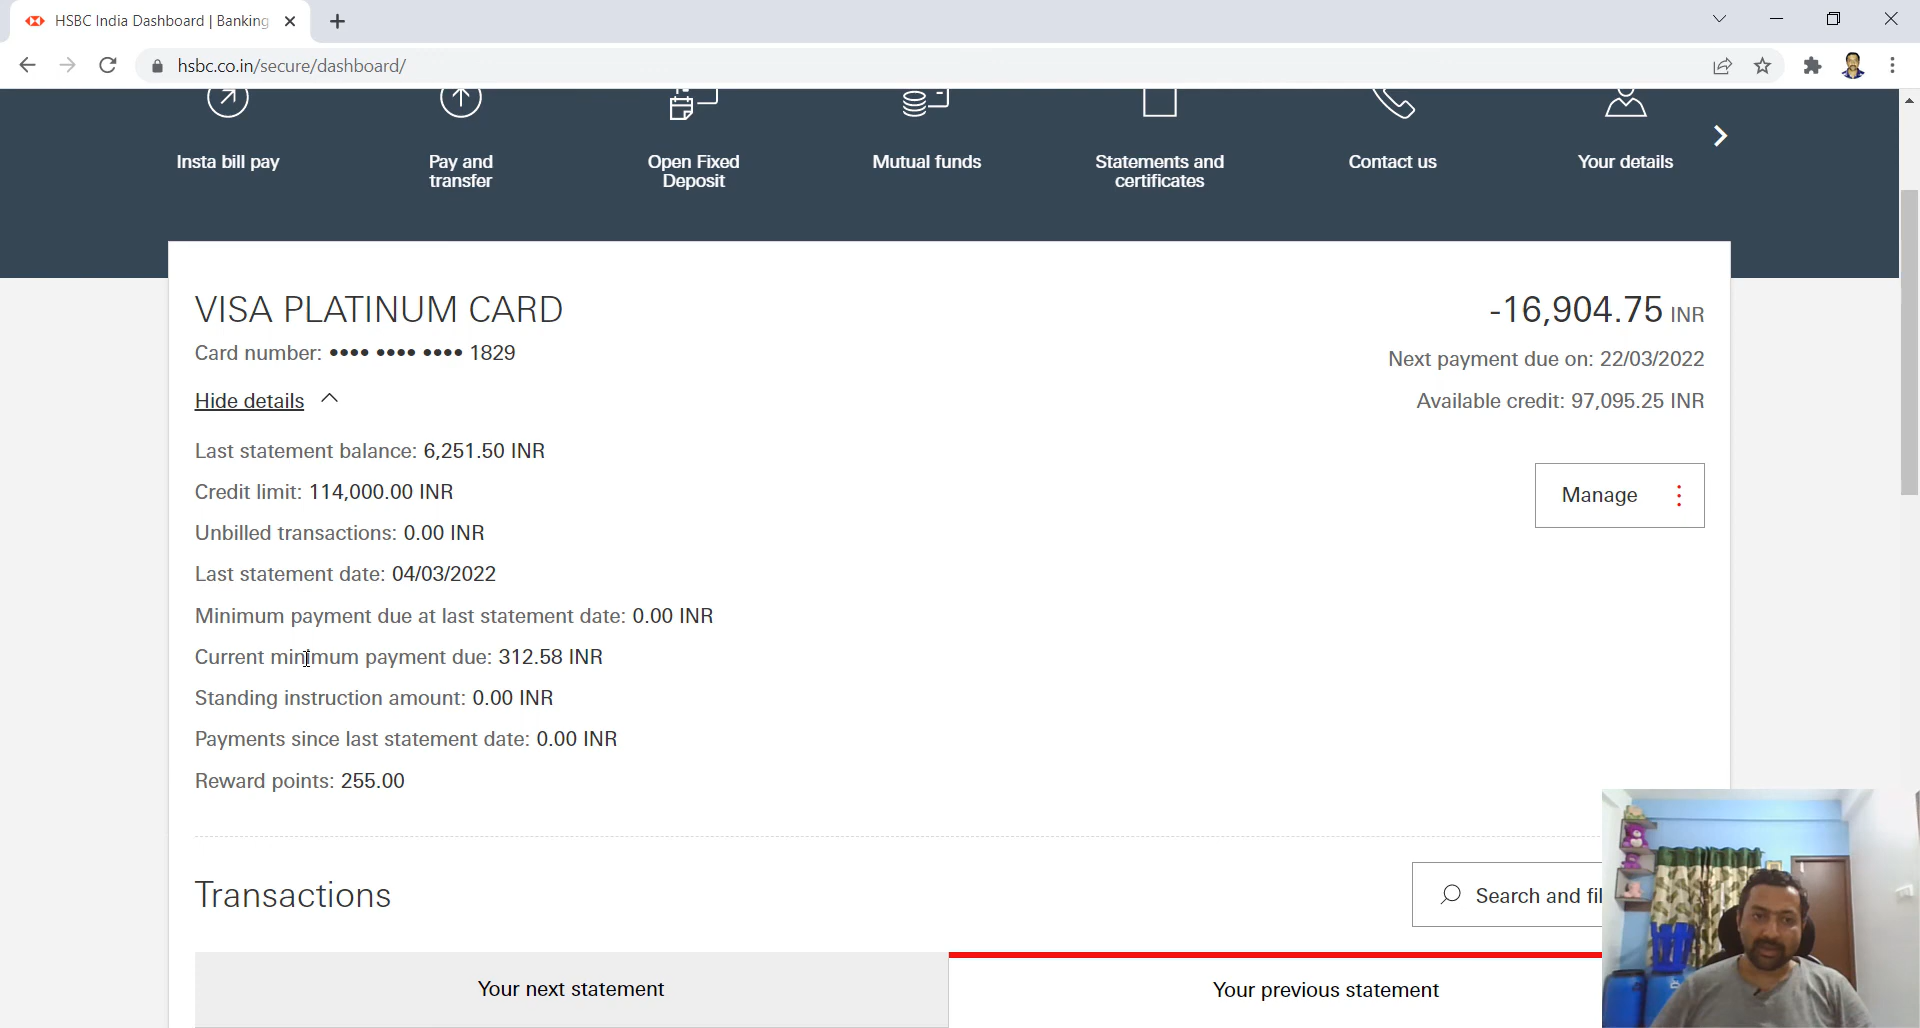 HSBC India Dashboard | Banking
hsbc.co.in/secure/dashboard/
Insta bill pay
Pay and
transfer
Open Fixed
Deposit
Mutual funds
Statements and
certificates
Contact us
Your details
VISA PLATINUM CARD
-16,904.75 INR
Card number: •••• •••• •••• 1829
Next payment due on: 22/03/2022
Hide details
Available credit: 97,095.25 INR
Last statement balance: 6,251.50 INR
Credit limit: 114,000.00 INR
Manage
Unbilled transactions: 0.00 INR
Last statement date: 04/03/2022
Minimum payment due at last statement date: 0.00 INR
Current minimum payment due: 312.58 INR
Standing instruction amount: 0.00 INR
Payments since last statement date: 0.00 INR
Reward points: 255.00
Transactions
Search and fil
Your next statement
Your previous statement